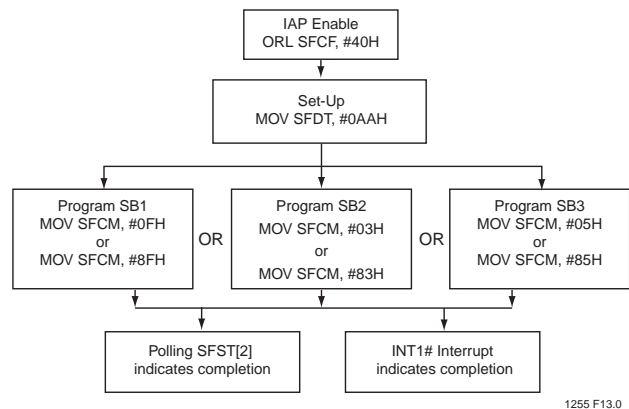 IAP Enable
ORL SFCF, #40H
Set-Up
MOV SFDT, #0AAH
Program SB1
MOV SFCM, #0FH
or
MOV SFCM, #8FH
OR
Program SB2
MOV SFCM, #03H
or
MOV SFCM, #83H
OR
Program SB3
MOV SFCM, #05H
or
MOV SFCM, #85H
Polling SFST[2]
indicates completion
INT1# Interrupt
indicates completion
1255 F13.0